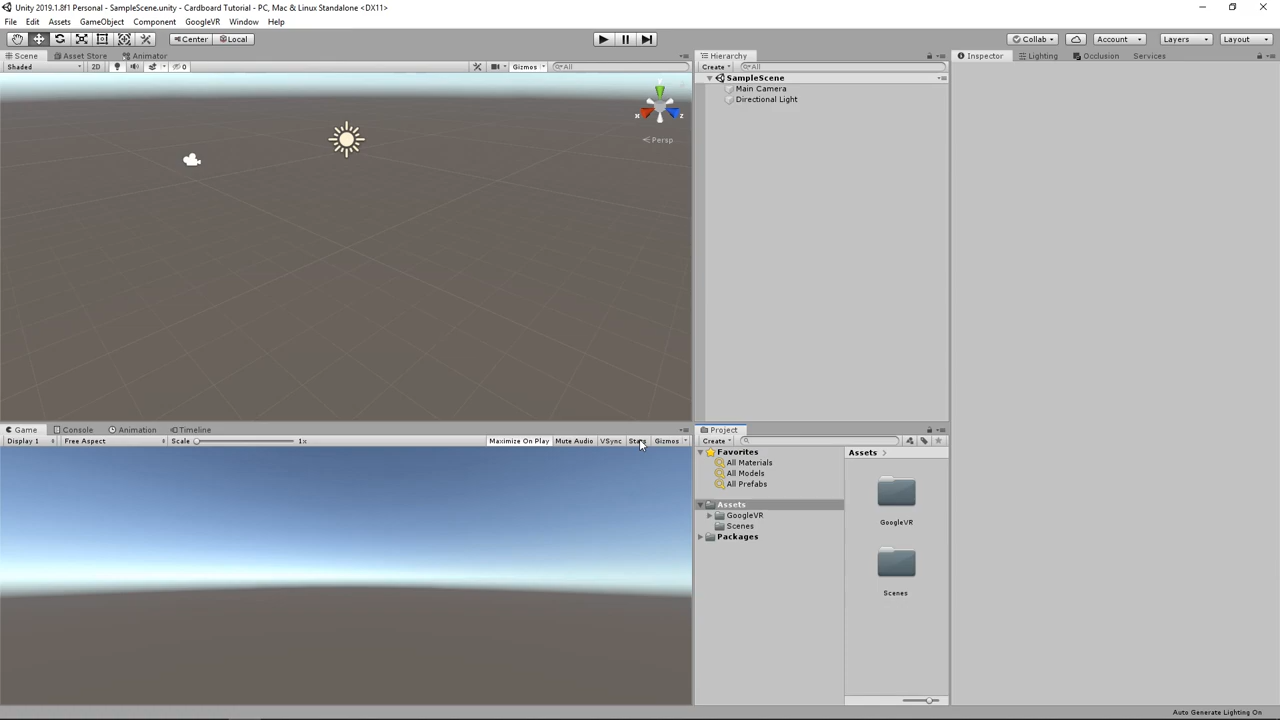 Unity 2019.1.8f1 Personal - SampleScene.unity - Cardboard Tutorial - PC, Mac & Linux Standalone <DX11>
File Edit Assets GameObject Component GoogleVR Window Help
Center Local Collab Account Layers Layout
Scene Asset Store Animator
Shaded 2D 0 Gizmos All
x z
Persp
Hierarchy
Create All
SampleScene
Main Camera
Directional Light
Inspector Lighting Occlusion Services
Game Console Animation Timeline
Display 1 Free Aspect Scale 1x Maximize On Play Mute Audio VSync Stats Gizmos
Project
Create
Favorites
All Materials
All Models
All Prefabs
Assets
GoogleVR
Scenes
Packages
Assets
GoogleVR
Scenes
Auto Generate Lighting On